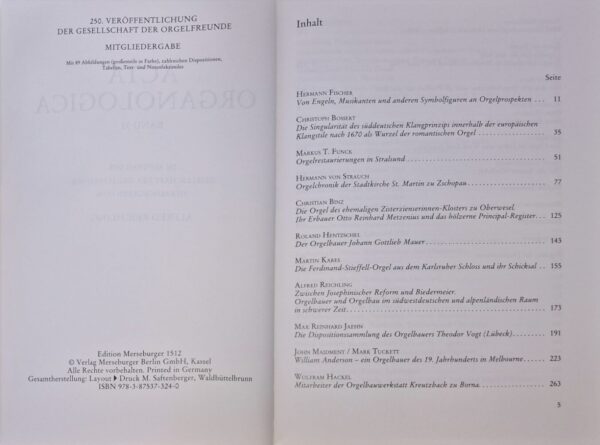 250. VERÖFFENTLICHUNG
DER GESELLSCHAFT DER ORGELFREUNDE
MITGLIEDERGABE
Mit 49 Abbildungen (großenteils in Farbe), zahlreichen Dispositionen,
Tabellen, Text- und Notenfaksimiles
ORGANOLOGICA
Edition Merseburger 1512
© Verlag Merseburger Berlin GmbH, Kassel
Alle Rechte vorbehalten. Printed in Germany
Gesamtherstellung: Layout & Druck M. Saftenberger, Waldbüttelbrunn
ISBN 978-3-87537-324-0
Inhalt
Seite
HERMANN FISCHER
Von Engeln, Musikanten und anderen Symbolfiguren an Orgelprospekten ... 11
CHRISTOPH BOSSERT
Die Singularität des süddeutschen Klangprinzips innerhalb der europäischen
Klangstile nach 1670 als Wurzel der romantischen Orgel ... 35
MARKUS T. FUNCK
Orgelrestaurierungen in Stralsund ... 51
HERMANN VON STRAUCH
Orgelchronik der Stadtkirche St. Martin zu Zschopau ... 77
CHRISTIAN BINZ
Die Orgel des ehemaligen Zisterzienserinnen-Klosters zu Oberwesel.
Ihr Erbauer Otto Reinhard Metzenius und das hölzerne Principal-Register ... 125
ROLAND HENTZSCHEL
Der Orgelbauer Johann Gottlieb Mauer ... 143
MARTIN KARES
Die Ferdinand-Stieffell-Orgel aus dem Karlsruher Schloss und ihr Schicksal .. 155
ALFRED REICHLING
Zwischen Josephinischer Reform und Biedermeier.
Orgelbauer und Orgelbau im südwestdeutschen und alpenländischen Raum
in schwerer Zeit ... 173
MAX REINHARD JAEHN
Die Dispositionssammlung des Orgelbauers Theodor Vogt (Lübeck) ... 191
JOHN MAIDMENT / MARK TUCKETT
William Anderson – ein Orgelbauer des 19. Jahrhunderts in Melbourne ... 223
WOLFRAM HACKEL
Mitarbeiter der Orgelbauwerkstatt Kreutzbach zu Borna ... 263
5